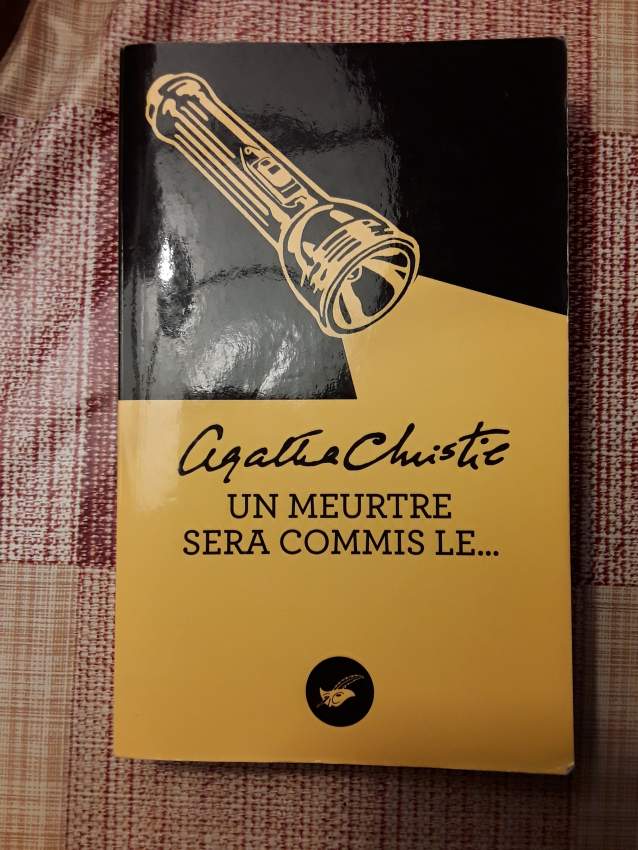 Agatha Christie
UN MEURTRE
SERA COMMIS LE...